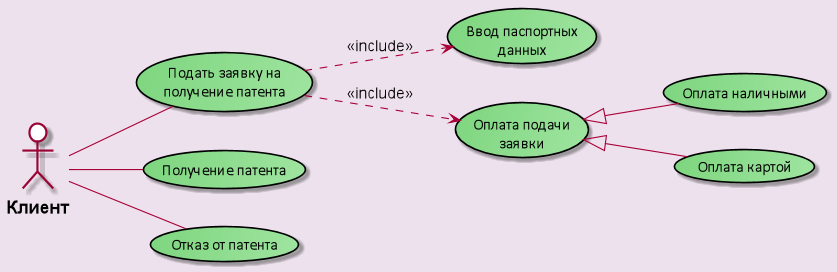 Ввод паспортных
данных
«include»
Подать заявку на
получение патента
«include»
Оплата наличными
Оплата подачи
заявки
Оплата картой
Получение патента
Клиент
Отказ от патента